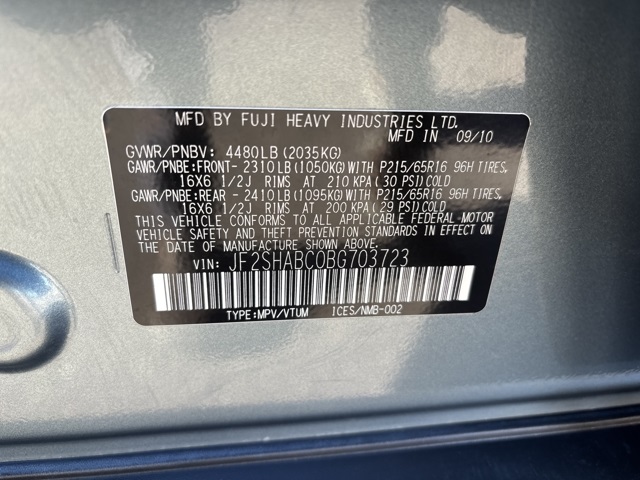 MFD BY FUJI HEAVY INDUSTRIES LTD.
MFD IN 09/10
GVWR/PNBV: 4480LB(2035KG)
GAWR/PNBE:FRONT- 2310LB(1050KG)WITH P215/65R16 96H TIRES,
16X6 1/2J RIMS AT 210 KPA(30 PSI)COLD
GAWR/PNBE:REAR - 2410LB(1095KG)WITH P215/65R16 96H TIRES,
16X6 1/2J RIMS AT 200 KPA(29 PSI)COLD
THIS VEHICLE CONFORMS TO ALL APPLICABLE FEDERAL MOTOR
VEHICLE SAFETY AND THEFT PREVENTION STANDARDS IN EFFECT ON
THE DATE OF MANUFACTURE SHOWN ABOVE.
VIN: JF2SHABC0BG703723
TYPE:MPV/VTUM ICES/NMB-002